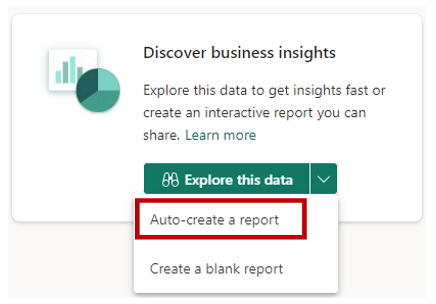 Discover business insights
Explore this data to get insights fast or
create an interactive report you can
share. Learn more
Explore this data
Auto-create a report
Create a blank report